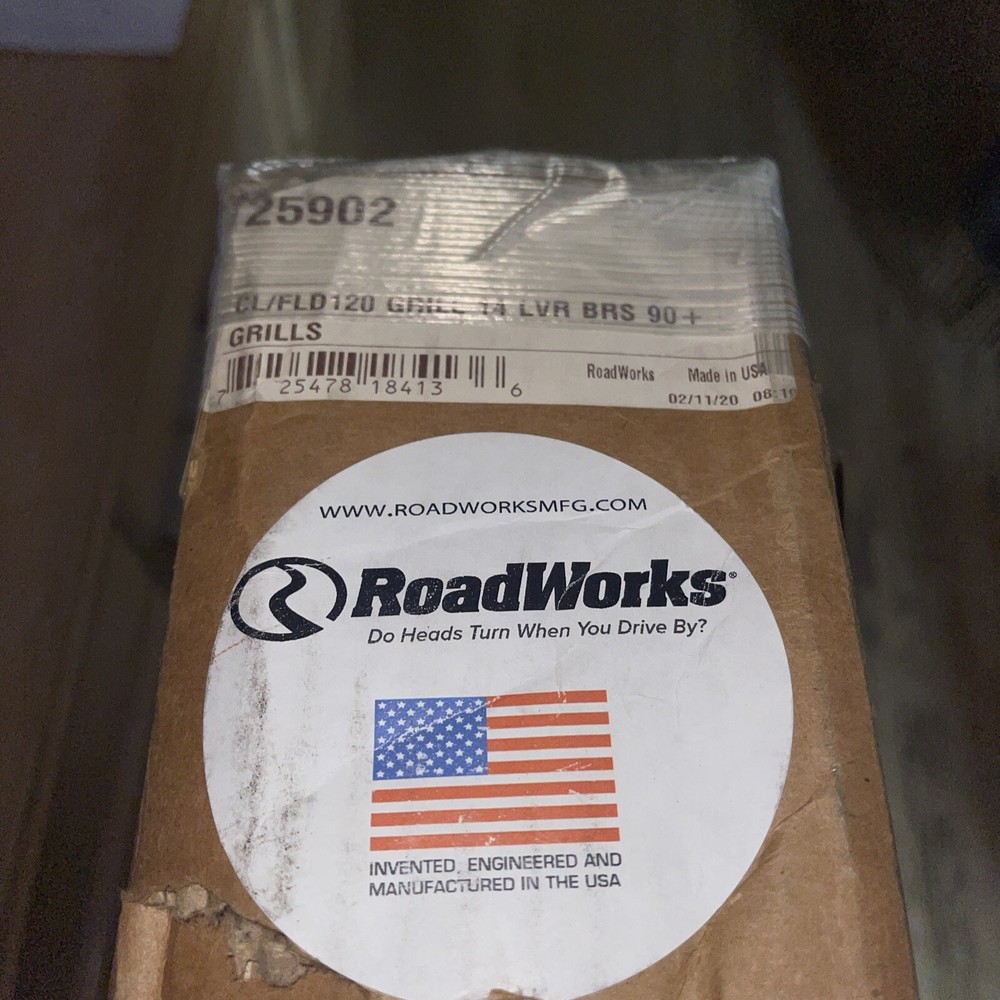 25902
CL/FLD120 GRILL 14 LVR BRS 90+
GRILLS
7 25478 18413 6
RoadWorks Made in USA
02/11/20 08:19
WWW.ROADWORKSMFG.COM
RoadWorks®
Do Heads Turn When You Drive By?
INVENTED, ENGINEERED AND
MANUFACTURED IN THE USA